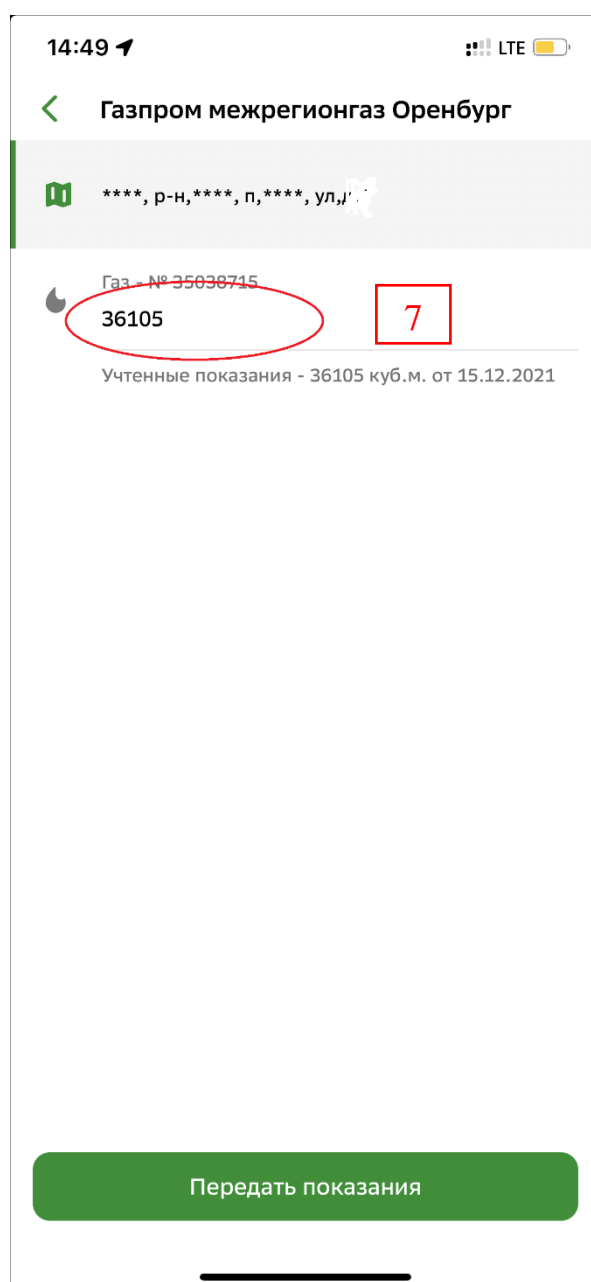 14:49 LTE
Газпром межрегионгаз Оренбург
****, р-н,****, п,****, ул,
Газ - № 35038715
36105
7
Учтенные показания - 36105 куб.м. от 15.12.2021
Передать показания